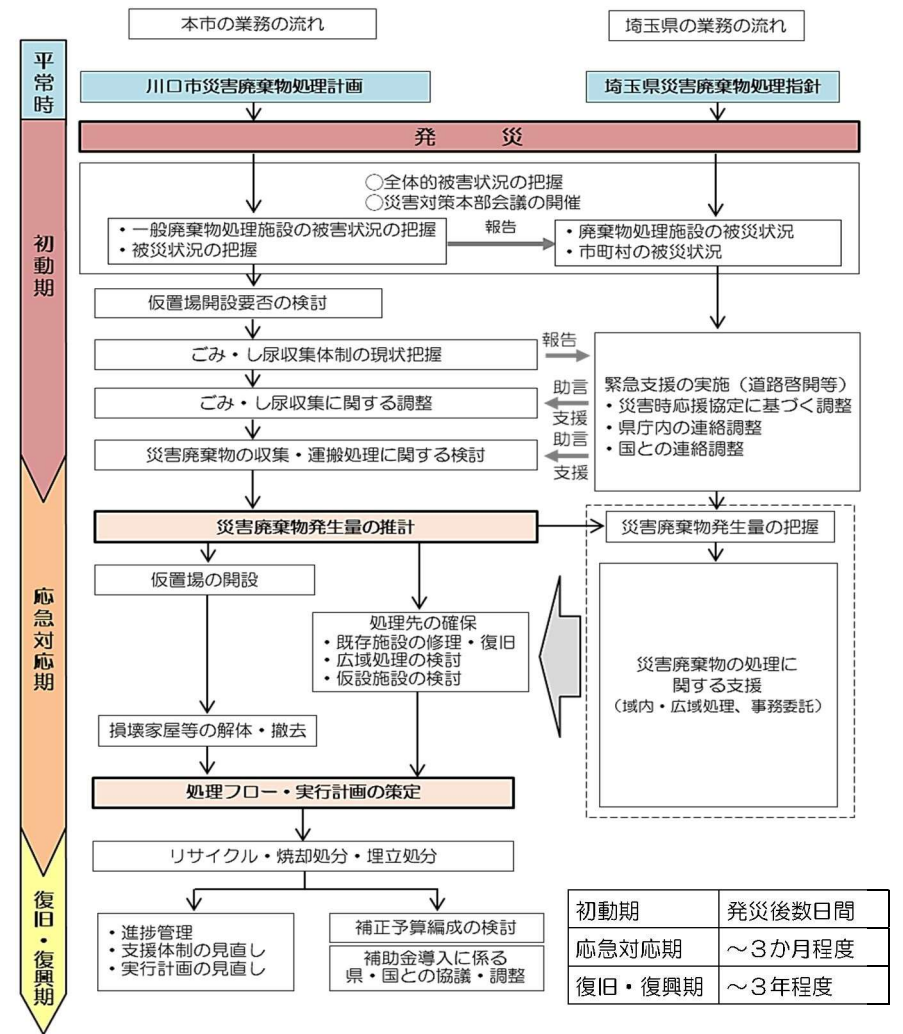 本市の業務の流れ
埼玉県の業務の流れ
平常時
川口市災害廃棄物処理計画
埼玉県災害廃棄物処理指針
発　　災
初動期
○全体的被害状況の把握
○災害対策本部会議の開催
・一般廃棄物処理施設の被害状況の把握
・被災状況の把握
報告
・廃棄物処理施設の被災状況
・市町村の被災状況
仮置場開設要否の検討
ごみ・し尿収集体制の現状把握
報告
緊急支援の実施（道路啓開等）
・災害時応援協定に基づく調整
・県庁内の連絡調整
・国との連絡調整
ごみ・し尿収集に関する調整
助言
支援
災害廃棄物の収集・運搬処理に関する検討
助言
支援
応急対応期
災害廃棄物発生量の推計
災害廃棄物発生量の把握
仮置場の開設
処理先の確保
・既存施設の修理・復旧
・広域処理の検討
・仮設施設の検討
災害廃棄物の処理に
関する支援
（域内・広域処理、事務委託）
損壊家屋等の解体・撤去
処理フロー・実行計画の策定
リサイクル・焼却処分・埋立処分
復旧・復興期
・進捗管理
・支援体制の見直し
・実行計画の見直し
補正予算編成の検討
補助金導入に係る
県・国との協議・調整
初動期 発災後数日間
応急対応期 ～３か月程度
復旧・復興期 ～３年程度